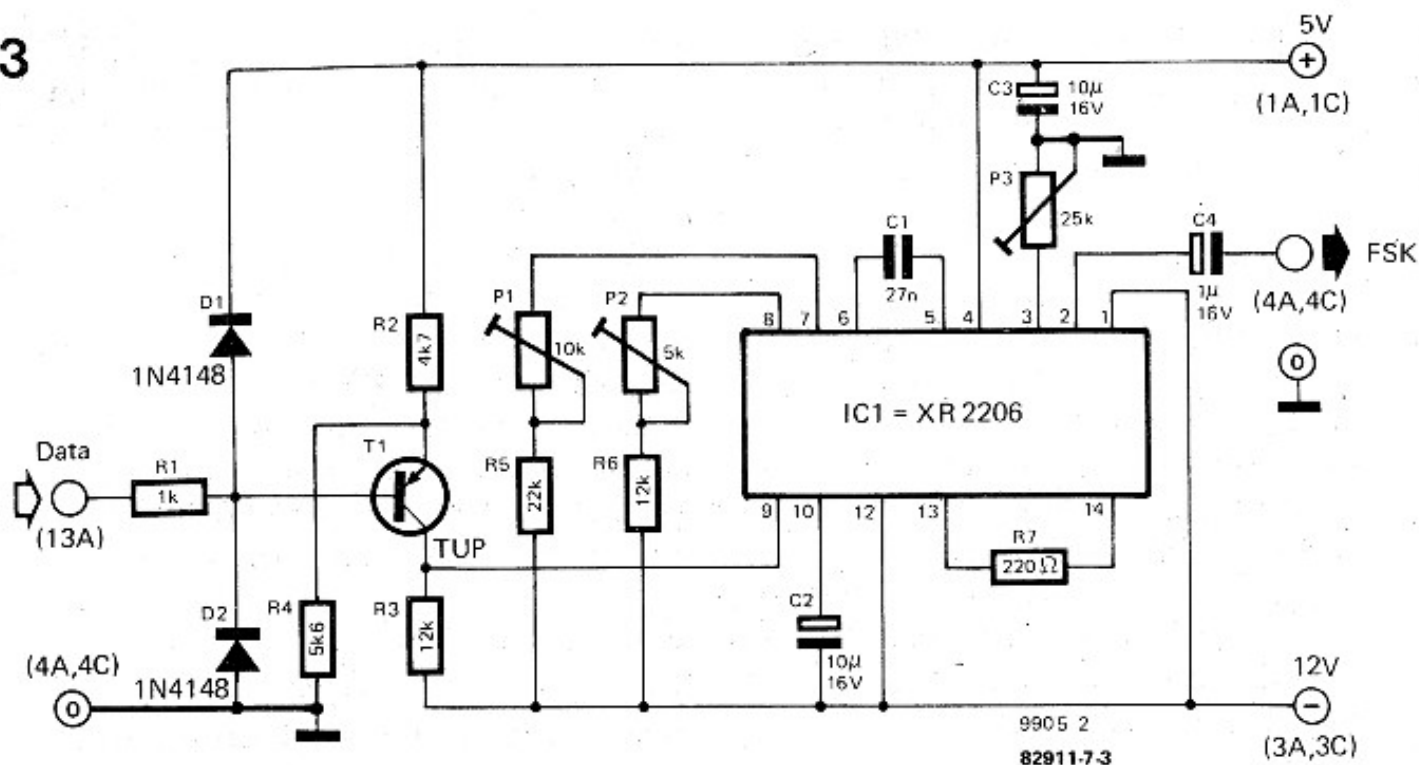 3
5V
+
(1A,1C)
C3
10µ
16V
P3
25k
C4
1µ
16V
FSK
(4A,4C)
0
C1
27n
P1
10k
P2
5k
D1
1N4148
R2
4k7
8 7 6 5 4 3 2 1
IC1 = XR 2206
9 10 12 13 14
Data
R1
1k
(13A)
T1
TUP
R5
22k
R6
12k
R7
220 Ω
D2
1N4148
R4
5k6
R3
12k
C2
10µ
16V
(4A,4C)
0
12V
−
(3A,3C)
9905 2
82911-7-3